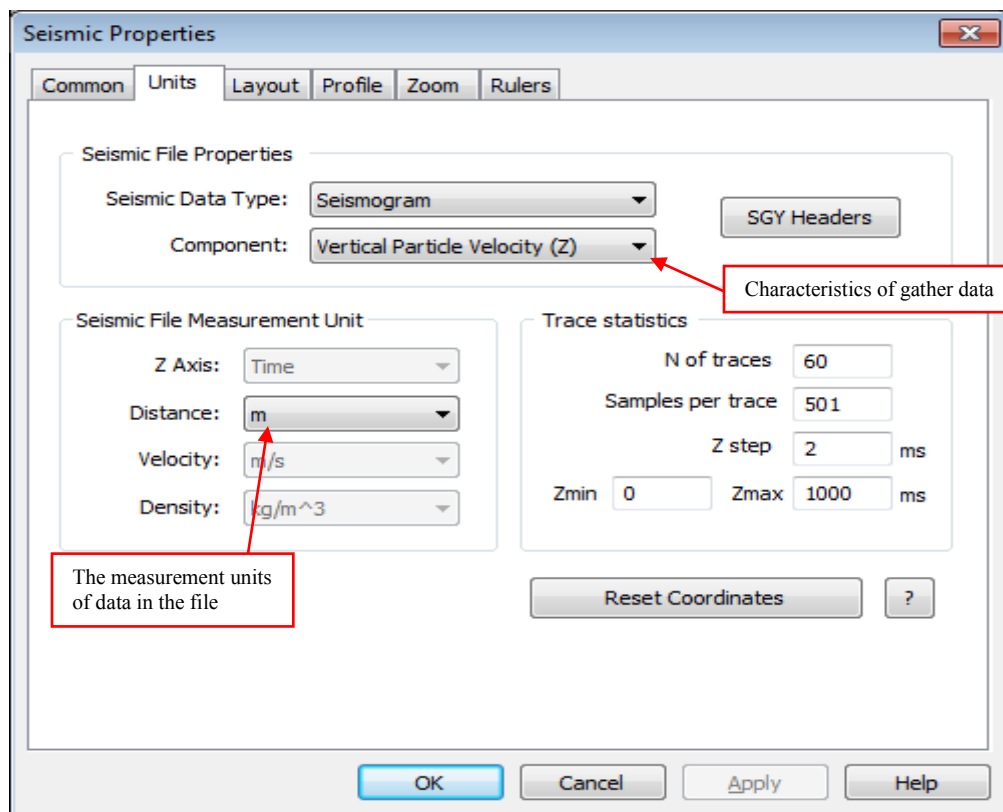 Seismic Properties
Common Units Layout Profile Zoom Rulers
Seismic File Properties
Seismic Data Type: Seismogram
SGY Headers
Component: Vertical Particle Velocity (Z)
Characteristics of gather data
Seismic File Measurement Unit
Z Axis: Time
Distance: m
Velocity: m/s
Density: kg/m^3
The measurement units
of data in the file
Trace statistics
N of traces 60
Samples per trace 501
Z step 2 ms
Zmin 0 Zmax 1000 ms
Reset Coordinates ?
OK Cancel Apply Help